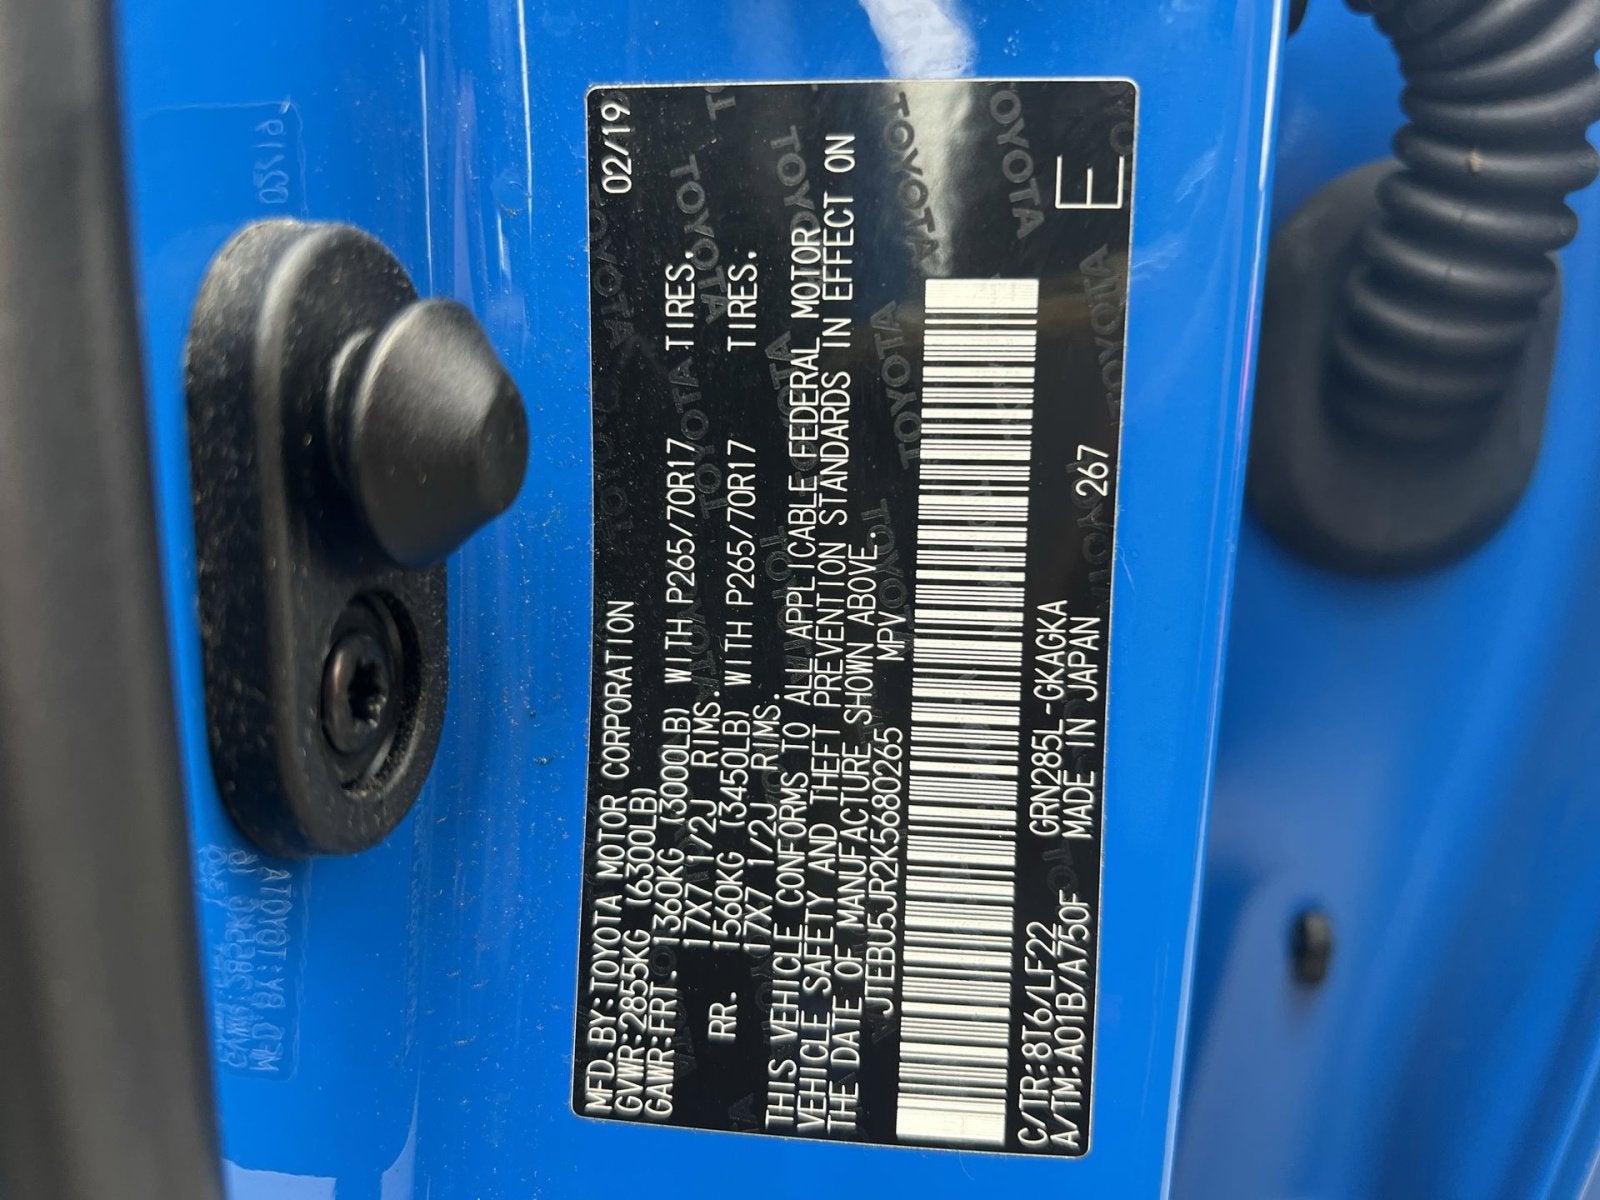 MFD.BY:TOYOTA MOTOR CORPORATION 02/19
GVWR:2855KG (6300LB)
GAWR:FRT. 1360KG (3000LB) WITH P265/70R17 TIRES.
17X7 1/2J RIMS.
RR. 1560KG (3450LB) WITH P265/70R17 TIRES.
17X7 1/2J RIMS.
THIS VEHICLE CONFORMS TO ALL APPLICABLE FEDERAL MOTOR
VEHICLE SAFETY AND THEFT PREVENTION STANDARDS IN EFFECT ON
THE DATE OF MANUFACTURE SHOWN ABOVE.
JTEBU5JR2K5680265 MPV
C/TR:8T6/LF22 GRN285L-GKAGKA
A/TM:A01B/A750F MADE IN JAPAN 267 E